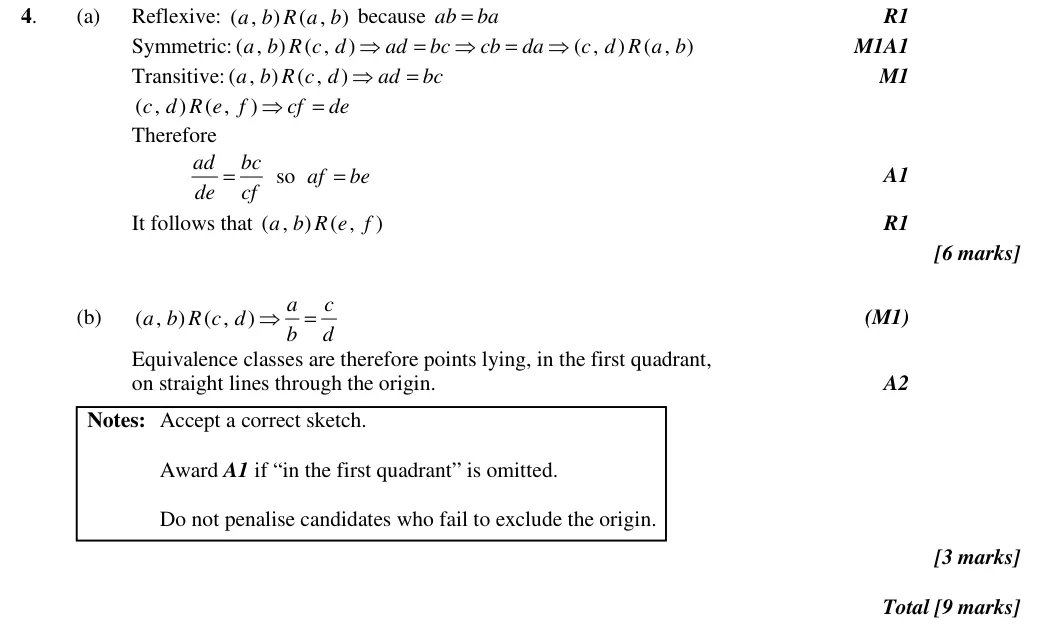 4. (a) Reflexive: (a, b)R(a, b) because ab = ba R1
Symmetric: (a, b)R(c, d) ⇒ ad = bc ⇒ cb = da ⇒ (c, d)R(a, b) M1A1
Transitive: (a, b)R(c, d) ⇒ ad = bc M1
(c, d)R(e, f) ⇒ cf = de
Therefore
ad/de = bc/cf so af = be A1
It follows that (a, b)R(e, f) R1
[6 marks]
(b) (a, b)R(c, d) ⇒ a/b = c/d (M1)
Equivalence classes are therefore points lying, in the first quadrant,
on straight lines through the origin. A2
Notes: Accept a correct sketch.
Award A1 if “in the first quadrant” is omitted.
Do not penalise candidates who fail to exclude the origin.
[3 marks]
Total [9 marks]